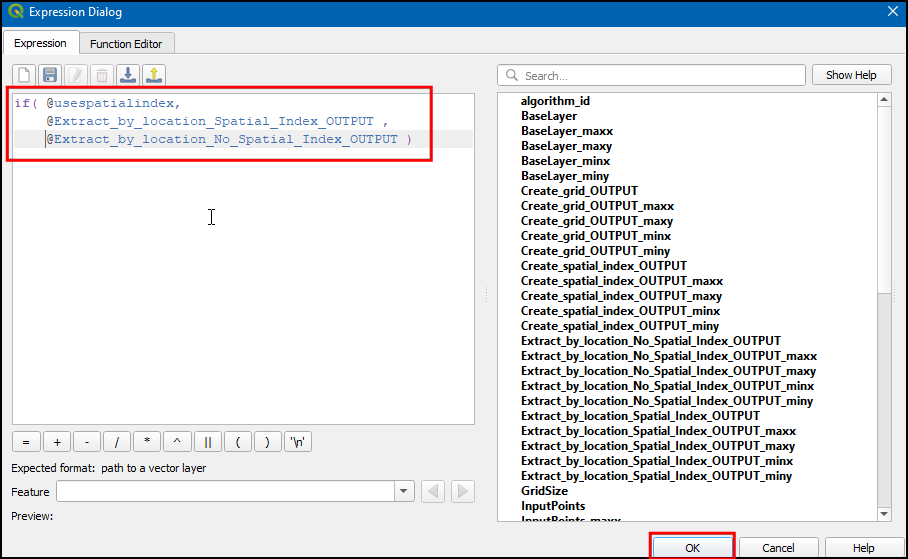 Expression Dialog
Expression
Function Editor
Search...
Show Help
if( @usespatialindex,
@Extract_by_location_Spatial_Index_OUTPUT ,
@Extract_by_location_No_Spatial_Index_OUTPUT )
algorithm_id
BaseLayer
BaseLayer_maxx
BaseLayer_maxy
BaseLayer_minx
BaseLayer_miny
Create_grid_OUTPUT
Create_grid_OUTPUT_maxx
Create_grid_OUTPUT_maxy
Create_grid_OUTPUT_minx
Create_grid_OUTPUT_miny
Create_spatial_index_OUTPUT
Create_spatial_index_OUTPUT_maxx
Create_spatial_index_OUTPUT_maxy
Create_spatial_index_OUTPUT_minx
Create_spatial_index_OUTPUT_miny
Extract_by_location_No_Spatial_Index_OUTPUT
Extract_by_location_No_Spatial_Index_OUTPUT_maxx
Extract_by_location_No_Spatial_Index_OUTPUT_maxy
Extract_by_location_No_Spatial_Index_OUTPUT_minx
Extract_by_location_No_Spatial_Index_OUTPUT_miny
Extract_by_location_Spatial_Index_OUTPUT
Extract_by_location_Spatial_Index_OUTPUT_maxx
Extract_by_location_Spatial_Index_OUTPUT_maxy
Extract_by_location_Spatial_Index_OUTPUT_minx
Extract_by_location_Spatial_Index_OUTPUT_miny
GridSize
InputPoints
InputPoints_maxx
= + - / * ^ || ( ) '\n'
Expected format: path to a vector layer
Feature
Preview:
OK
Cancel
Help